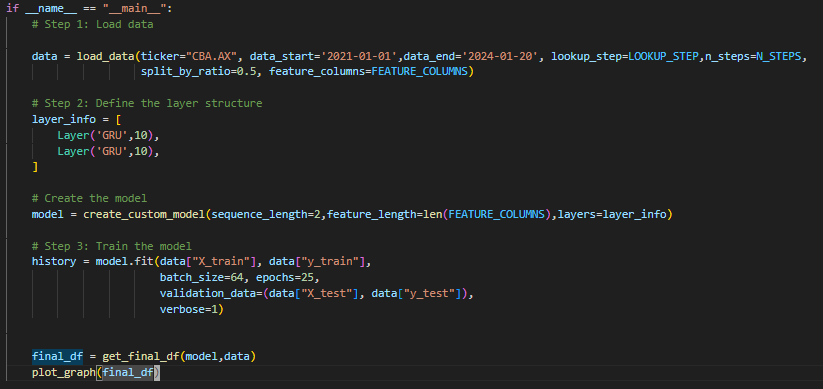 if __name__ == "__main__":
# Step 1: Load data
data = load_data(ticker="CBA.AX", data_start='2021-01-01',data_end='2024-01-20', lookup_step=LOOKUP_STEP,n_steps=N_STEPS,
split_by_ratio=0.5, feature_columns=FEATURE_COLUMNS)
# Step 2: Define the layer structure
layer_info = [
Layer('GRU',10),
Layer('GRU',10),
]
# Create the model
model = create_custom_model(sequence_length=2,feature_length=len(FEATURE_COLUMNS),layers=layer_info)
# Step 3: Train the model
history = model.fit(data["X_train"], data["y_train"],
batch_size=64, epochs=25,
validation_data=(data["X_test"], data["y_test"]),
verbose=1)
final_df = get_final_df(model,data)
plot_graph(final_df)